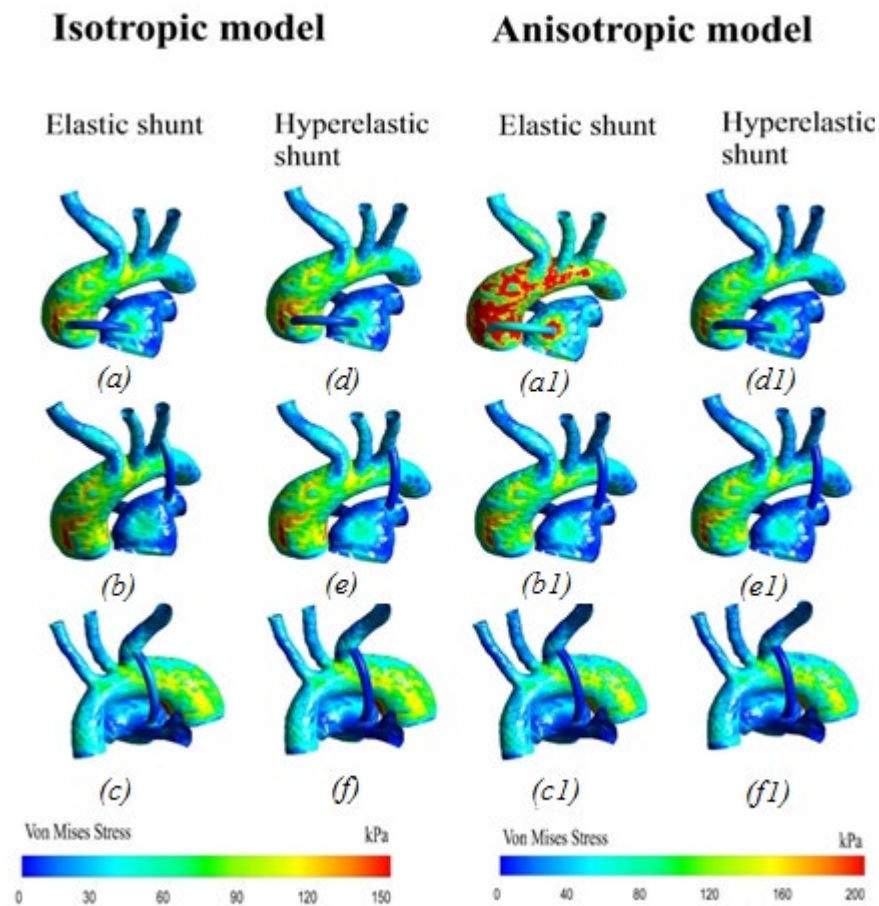 Isotropic model Anisotropic model
Elastic shunt Hyperelastic shunt Elastic shunt Hyperelastic shunt
(a) (d) (a1) (d1)
(b) (e) (b1) (e1)
(c) (f) (c1) (f1)
Von Mises Stress kPa Von Mises Stress kPa
0 30 60 90 120 150 0 40 80 120 160 200